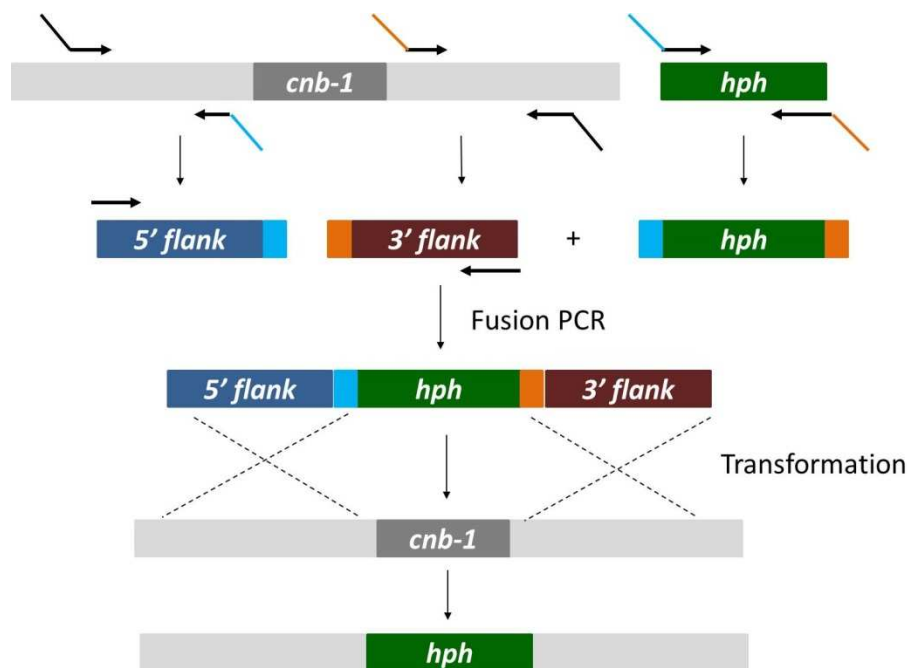 cnb-1 hph
5’ flank 3’ flank + hph
Fusion PCR
5’ flank hph 3’ flank
Transformation
cnb-1
hph